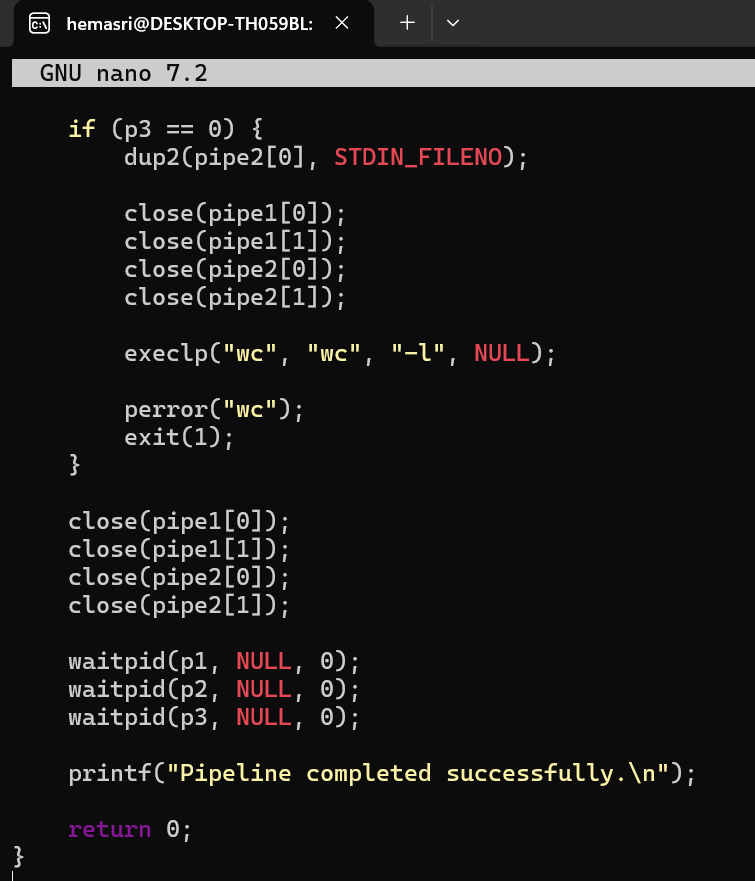 hemasri@DESKTOP-TH059BL:
GNU nano 7.2
if (p3 == 0) {
dup2(pipe2[0], STDIN_FILENO);
close(pipe1[0]);
close(pipe1[1]);
close(pipe2[0]);
close(pipe2[1]);
execlp("wc", "wc", "-l", NULL);
perror("wc");
exit(1);
}
close(pipe1[0]);
close(pipe1[1]);
close(pipe2[0]);
close(pipe2[1]);
waitpid(p1, NULL, 0);
waitpid(p2, NULL, 0);
waitpid(p3, NULL, 0);
printf("Pipeline completed successfully.\n");
return 0;
}